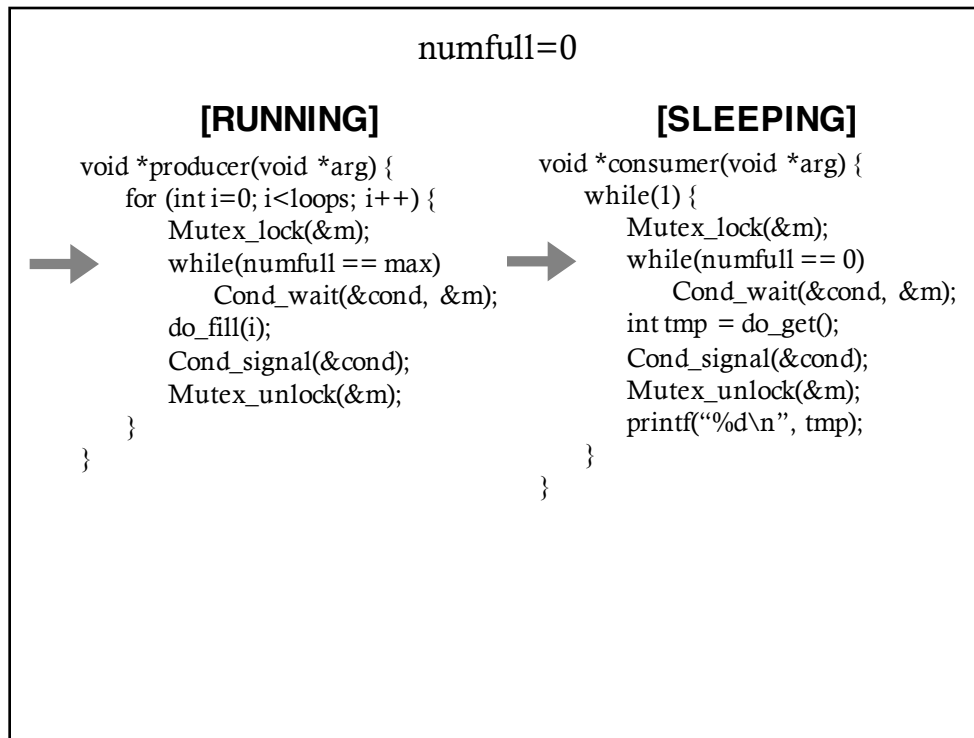 numfull=0
[RUNNING]
void *producer(void *arg) {
for (int i=0; i<loops; i++) {
Mutex_lock(&m);
while(numfull == max)
Cond_wait(&cond, &m);
do_fill(i);
Cond_signal(&cond);
Mutex_unlock(&m);
}
}
[SLEEPING]
void *consumer(void *arg) {
while(1) {
Mutex_lock(&m);
while(numfull == 0)
Cond_wait(&cond, &m);
int tmp = do_get();
Cond_signal(&cond);
Mutex_unlock(&m);
printf(“%d\n”, tmp);
}
}